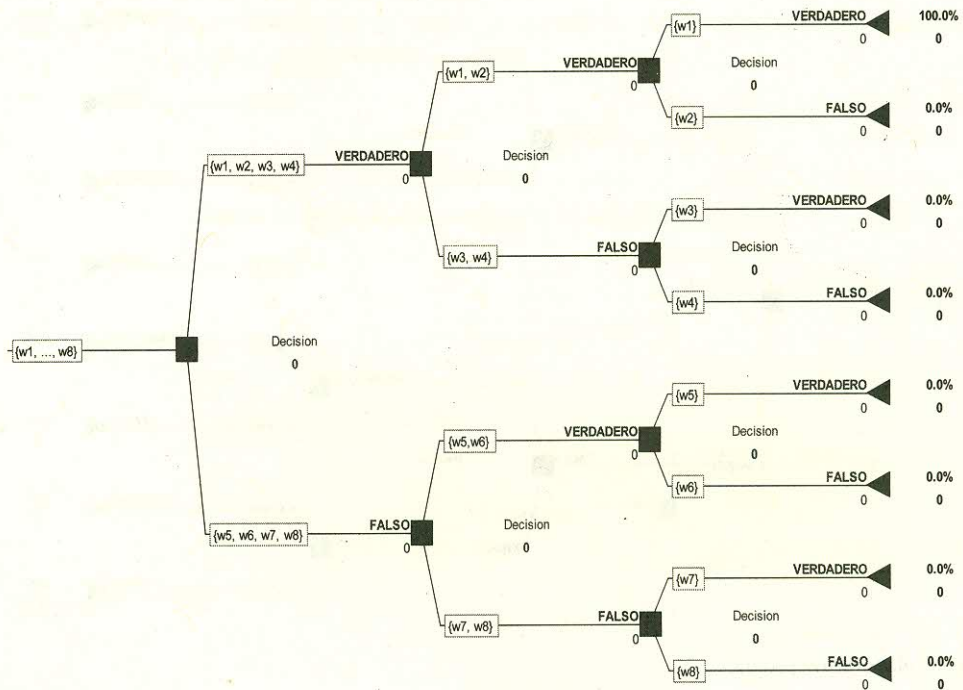 VERDADERO 100.0%
{w1}
0 0
VERDADERO Decision
{w1, w2}
0 0
FALSO 0.0%
{w2}
0 0
VERDADERO Decision
{w1, w2, w3, w4}
0 0
VERDADERO 0.0%
{w3}
0 0
FALSO Decision
{w3, w4}
0 0
FALSO 0.0%
{w4}
0 0
Decision
{w1, ..., w8}
0
VERDADERO 0.0%
{w5}
0 0
VERDADERO Decision
{w5,w6}
0 0
FALSO 0.0%
{w6}
0 0
FALSO Decision
{w5, w6, w7, w8}
0 0
VERDADERO 0.0%
{w7}
0 0
FALSO Decision
{w7, w8}
0 0
FALSO 0.0%
{w8}
0 0